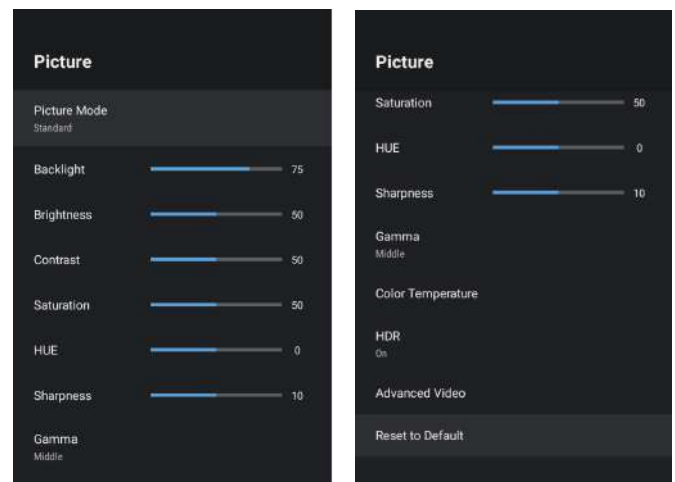 Picture
Picture Mode
Standard
Backlight 75
Brightness 50
Contrast 50
Saturation 50
HUE 0
Sharpness 10
Gamma
Middle
Picture
Saturation 50
HUE 0
Sharpness 10
Gamma
Middle
Color Temperature
HDR
On
Advanced Video
Reset to Default